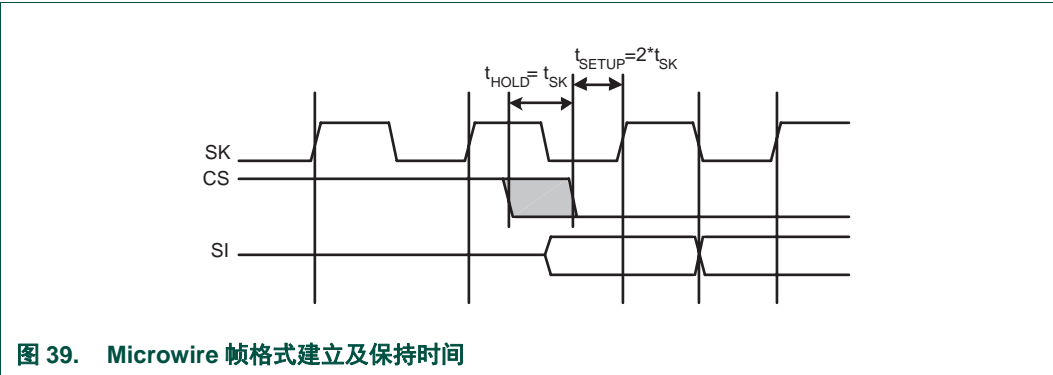 tSETUP=2*tSK
tHOLD= tSK
SK
CS
SI
图 39. Microwire 帧格式建立及保持时间